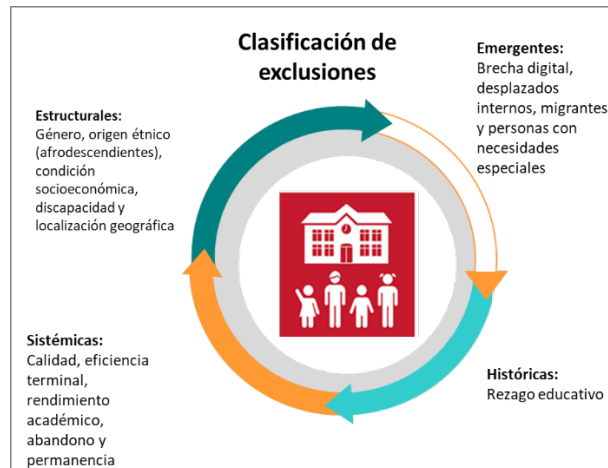 Clasificación de
exclusiones
Emergentes:
Brecha digital,
desplazados
internos, migrantes
y personas con
necesidades
especiales
Estructurales:
Género, origen étnico
(afrodescendientes),
condición
socioeconómica,
discapacidad y
localización geográfica
Sistémicas:
Calidad, eficiencia
terminal,
rendimiento
académico,
abandono y
permanencia
Históricas:
Rezago educativo